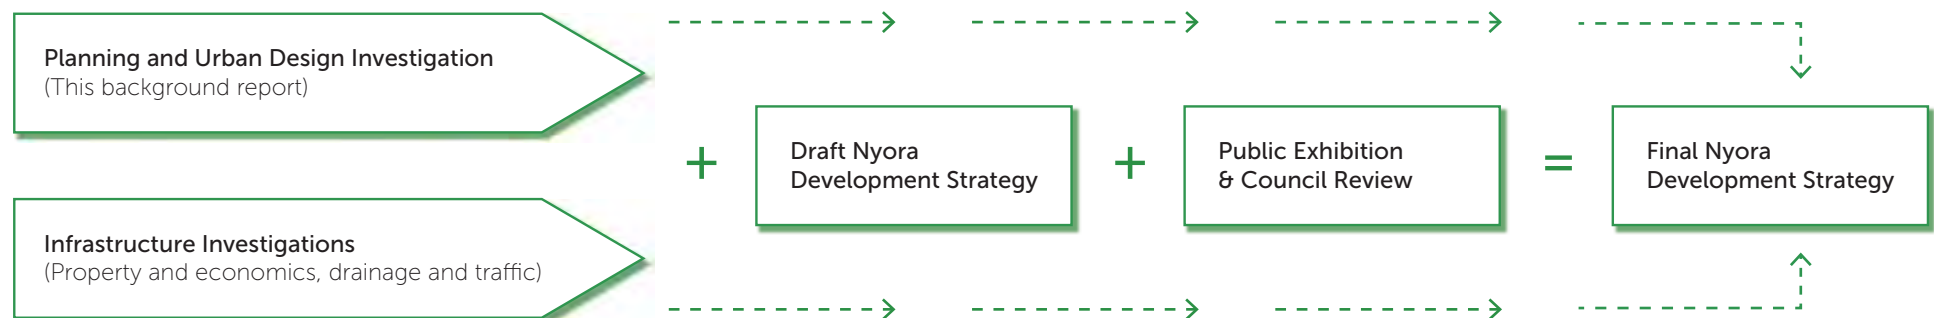 Planning and Urban Design Investigation
(This background report)
Infrastructure Investigations
(Property and economics, drainage and traffic)
+
Draft Nyora
Development Strategy
+
Public Exhibition
& Council Review
=
Final Nyora
Development Strategy